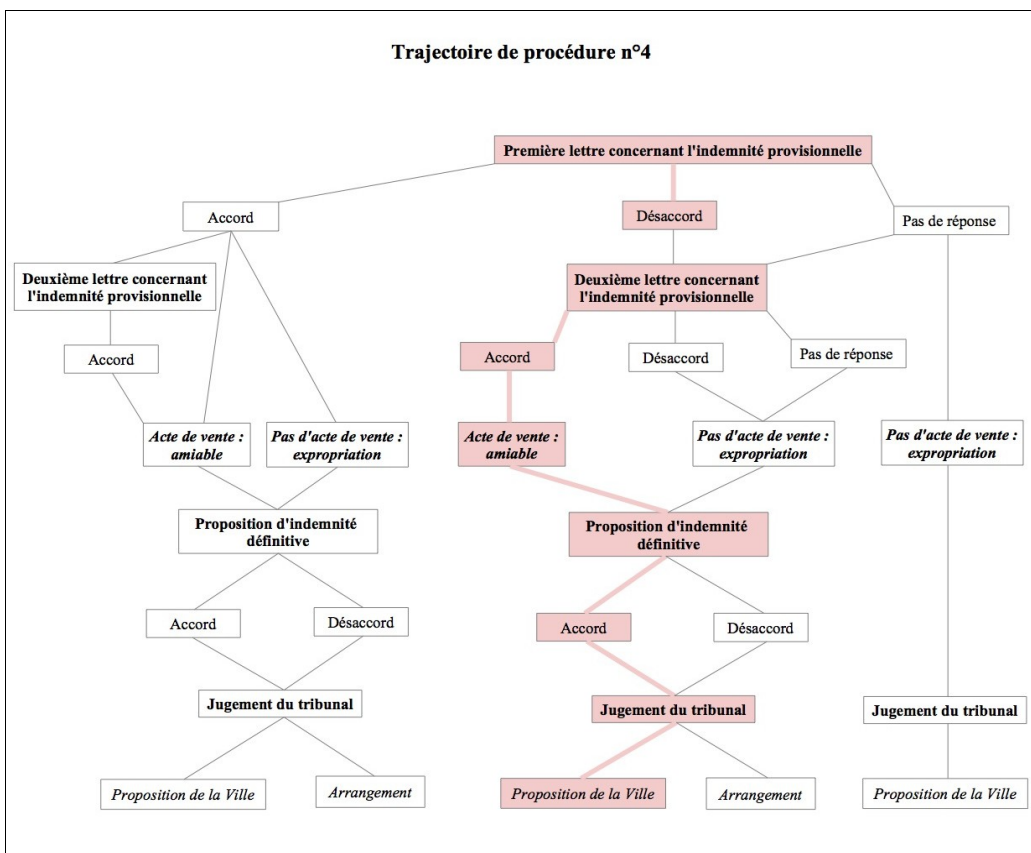 Trajectoire de procédure n°4
Première lettre concernant l'indemnité provisionnelle
Accord
Désaccord
Pas de réponse
Deuxième lettre concernant
l'indemnité provisionnelle
Deuxième lettre concernant
l'indemnité provisionnelle
Accord
Accord
Désaccord
Pas de réponse
Acte de vente :
amiable
Pas d'acte de vente :
expropriation
Acte de vente :
amiable
Pas d'acte de vente :
expropriation
Pas d'acte de vente :
expropriation
Proposition d'indemnité
définitive
Proposition d'indemnité
définitive
Accord
Désaccord
Accord
Désaccord
Jugement du tribunal
Jugement du tribunal
Jugement du tribunal
Proposition de la Ville
Arrangement
Proposition de la Ville
Arrangement
Proposition de la Ville